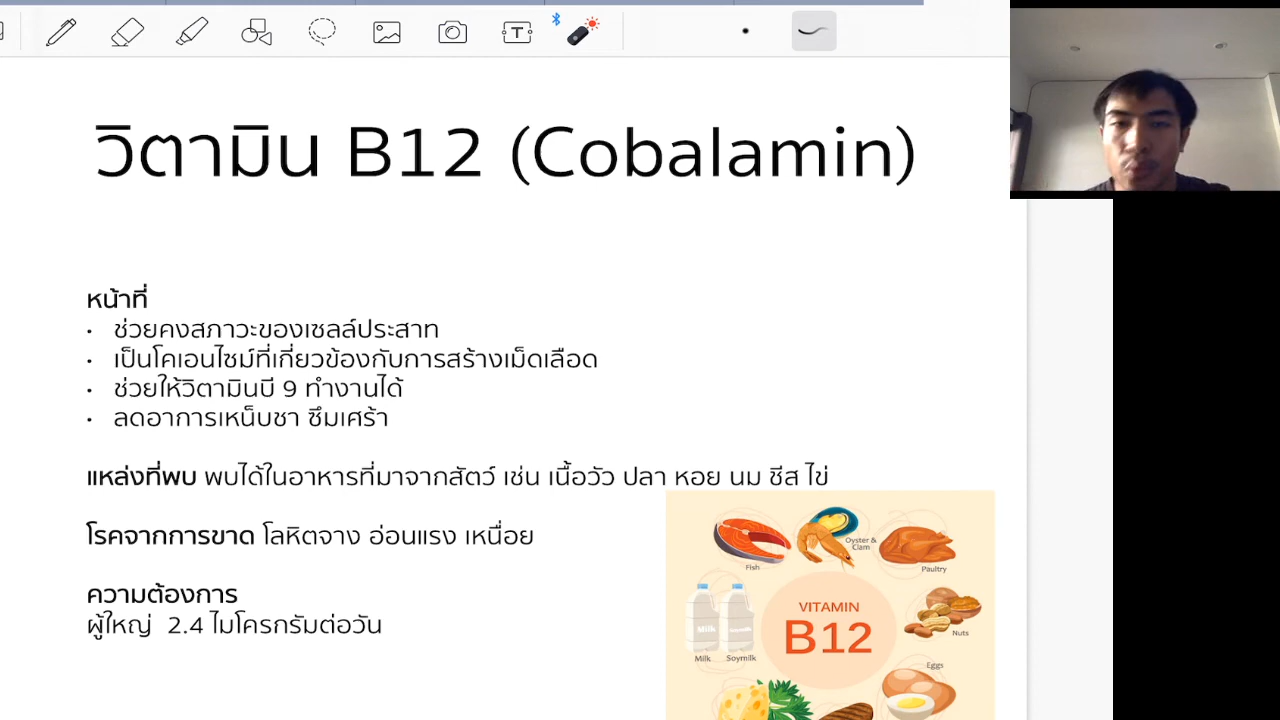 วิตามิน B12 (Cobalamin)
หน้าที่
• ช่วยคงสภาวะของเซลล์ประสาท
• เป็นโคเอนไซม์ที่เกี่ยวข้องกับการสร้างเม็ดเลือด
• ช่วยให้วิตามินบี 9 ทำงานได้
• ลดอาการเหน็บชา ซึมเศร้า
แหล่งที่พบ พบได้ในอาหารที่มาจากสัตว์ เช่น เนื้อวัว ปลา หอย นม ชีส ไข่
โรคจากการขาด โลหิตจาง อ่อนแรง เหนื่อย
ความต้องการ
ผู้ใหญ่ 2.4 ไมโครกรัมต่อวัน
Fish
Oyster &
Clam
Paultry
VITAMIN
B12
Milk
Soymilk
Milk
Soymilk
Nuts
Eggs
T